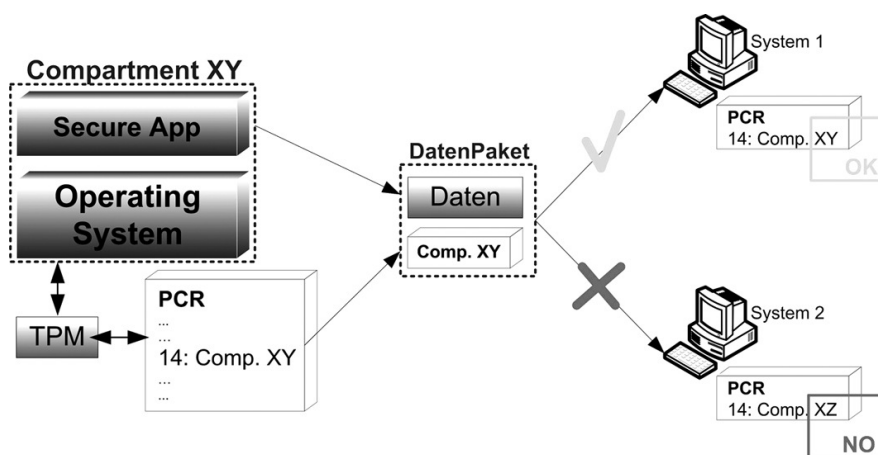 Compartment XY
Secure App
Operating
System
TPM
PCR
...
...
14: Comp. XY
...
...
DatenPaket
Daten
Comp. XY
System 1
PCR
14: Comp. XY
OK
System 2
PCR
14: Comp. XZ
NO